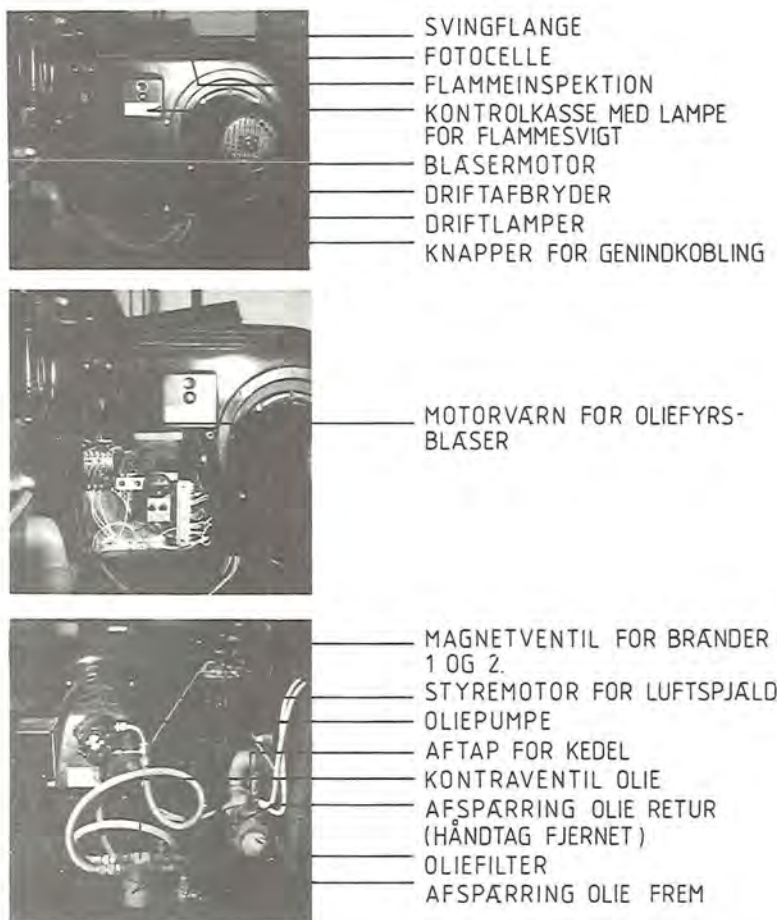 SVINGFLANGE
FOTOCELLE
FLAMMEINSPEKTION
KONTROLKASSE MED LAMPE
FOR FLAMMESVIGT
BLÆSERMOTOR
DRIFTAFBRYDER
DRIFTLAMPER
KNAPPER FOR GENINDKOBLING
MOTORVÆRN FOR OLIEFYRS-
BLÆSER
MAGNETVENTIL FOR BRÆNDER
1 OG 2.
STYREMOTOR FOR LUFTSPJÆLD
OLIEPUMPE
AFTAP FOR KEDEL
KONTRAVENTIL OLIE
AFSPÆRRING OLIE RETUR
(HÅNDTAG FJERNET)
OLIEFILTER
AFSPÆRRING OLIE FREM